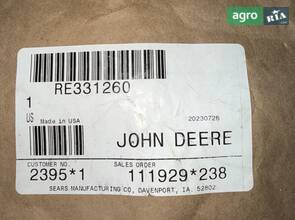 agro RIA.com
RE331260
1
US
Made in USA
20230726
JOHN DEERE
CUSTOMER NO. SALES ORDER
2395*1 111929*238
SEARS MANUFACTURING CO, DAVENPORT, IA. 52802